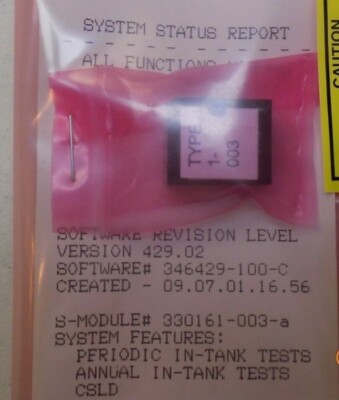 SYSTEM STATUS REPORT
- - - - - - - - - - - -
ALL FUNCTIONS
TYPE
1-
003
CAUTION
SOFTWARE REVISION LEVEL
VERSION 429.02
SOFTWARE# 346429-100-C
CREATED - 09.07.01.16.56
S-MODULE# 330161-003-a
SYSTEM FEATURES:
PERIODIC IN-TANK TESTS
ANNUAL IN-TANK TESTS
CSLD